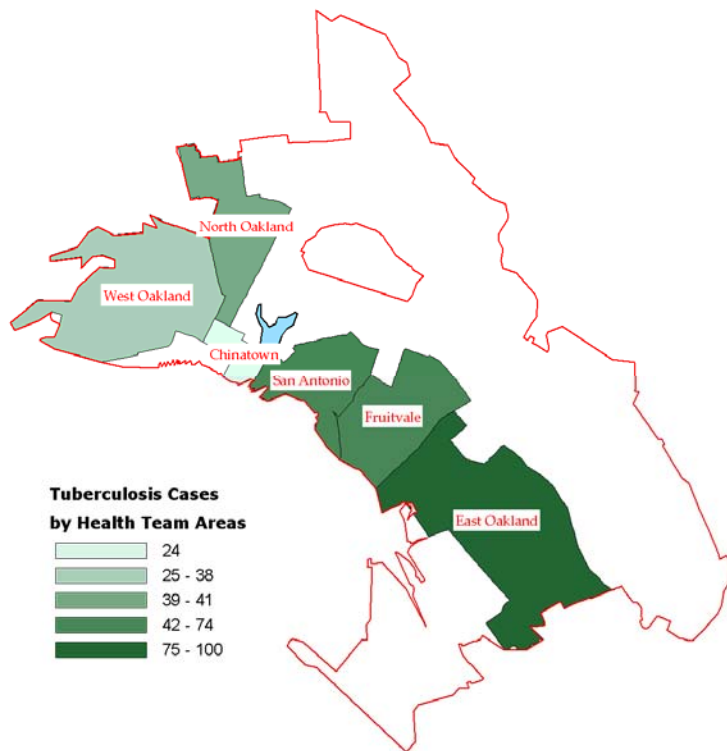 North Oakland
West Oakland
Chinatown
San Antonio
Fruitvale
East Oakland
Tuberculosis Cases
by Health Team Areas
24
25 - 38
39 - 41
42 - 74
75 - 100